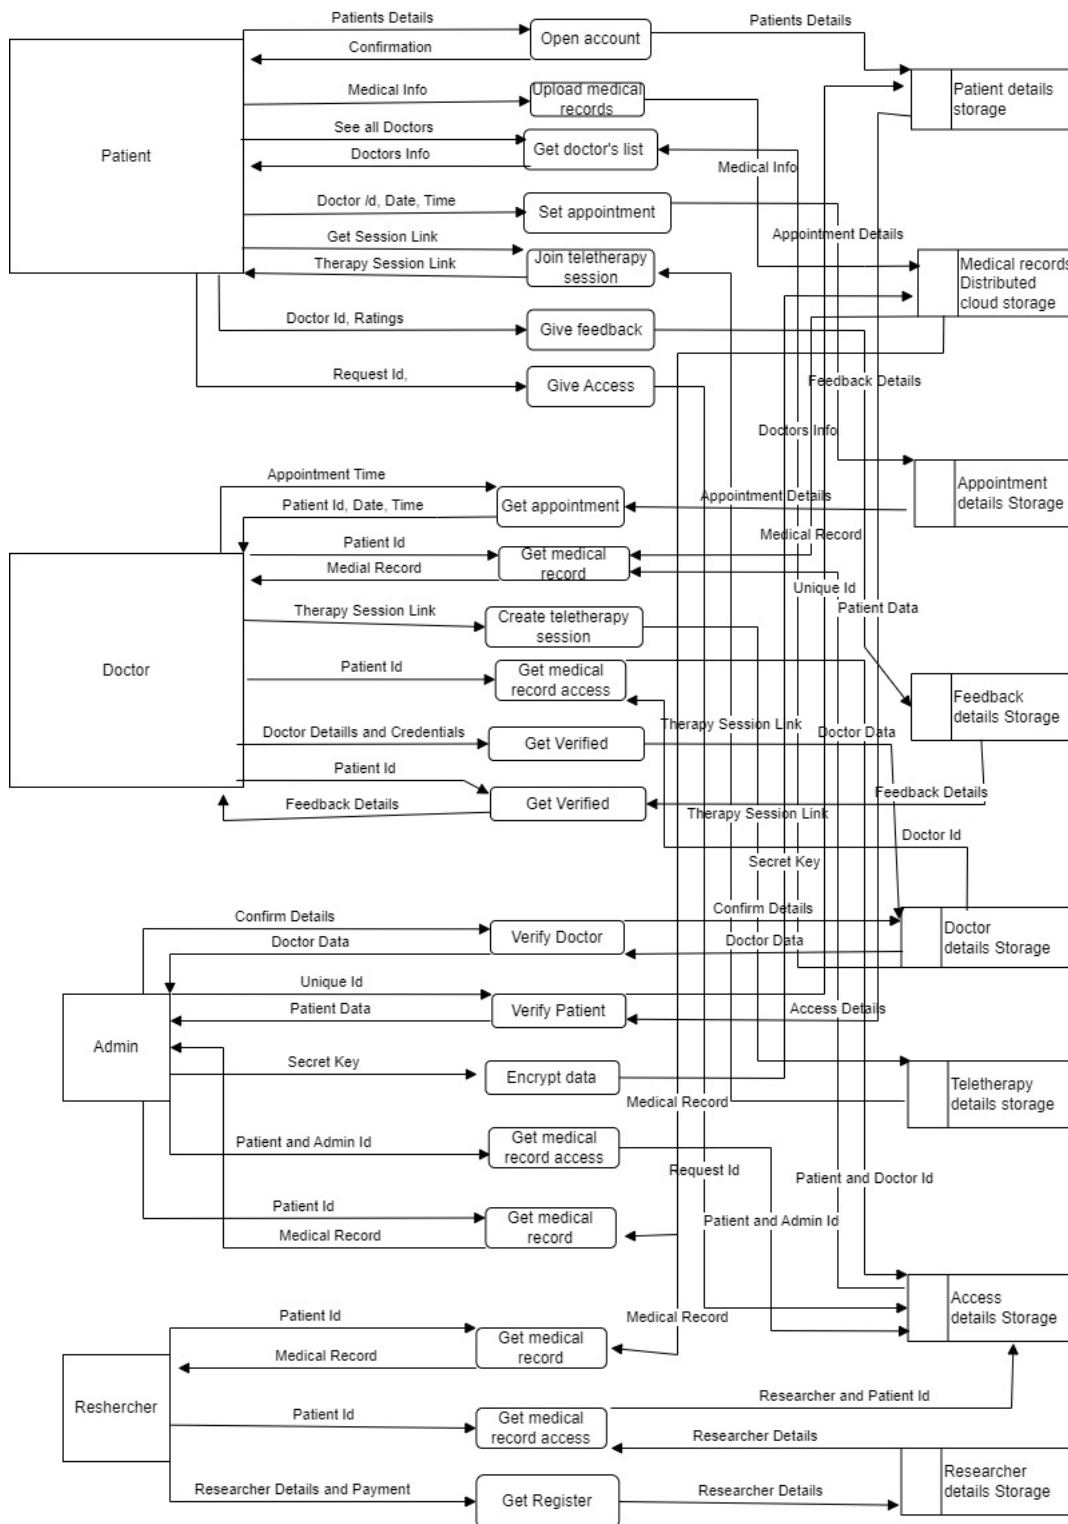 Patients Details
Patients Details
Open account
Confirmation
Patient details
storage
Medical Info
Upload medical
records
See all Doctors
Patient
Doctors Info
Get doctor's list
Medical Info
Doctor /d, Date, Time
Set appointment
Get Session Link
Appointment Details
Therapy Session Link
Join teletherapy
session
Medical records
Distributed
cloud storage
Doctor Id, Ratings
Give feedback
Request Id,
Give Access
Feedback Details
Doctors Info
Appointment Time
Appointment
details Storage
Patient Id, Date, Time
Get appointment
Appointment Details
Patient Id
Medical Record
Get medical
record
Medial Record
Unique Id
Therapy Session Link
Patient Data
Create teletherapy
session
Doctor
Patient Id
Get medical
record access
Feedback
details Storage
Therapy Session Link
Doctor Detaills and Credentials
Get Verified
Doctor Data
Patient Id
Feedback Details
Feedback Details
Get Verified
Therapy Session Link
Doctor Id
Secret Key
Confirm Details
Confirm Details
Doctor Data
Verify Doctor
Doctor Data
Doctor
details Storage
Unique Id
Patient Data
Verify Patient
Access Details
Admin
Secret Key
Encrypt data
Teletherapy
details storage
Medical Record
Patient and Admin Id
Get medical
record access
Request Id
Patient and Doctor Id
Patient Id
Get medical
record
Patient and Admin Id
Medical Record
Access
details Storage
Patient Id
Medical Record
Get medical
record
Medical Record
Reshercher
Patient Id
Get medical
record access
Researcher and Patient Id
Researcher Details
Researcher
details Storage
Researcher Details and Payment
Get Register
Researcher Details